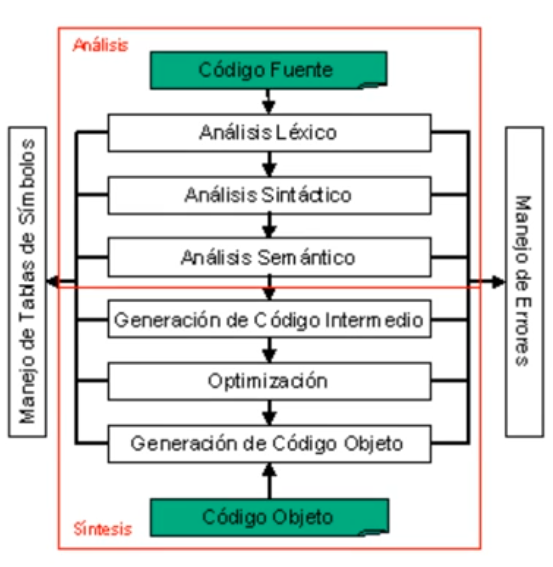 Análisis
Código Fuente
Análisis Léxico
Análisis Sintáctico
Análisis Semántico
Manejo de Tablas de Símbolos
Manejo de Errores
Generación de Código Intermedio
Optimización
Generación de Código Objeto
Código Objeto
Síntesis